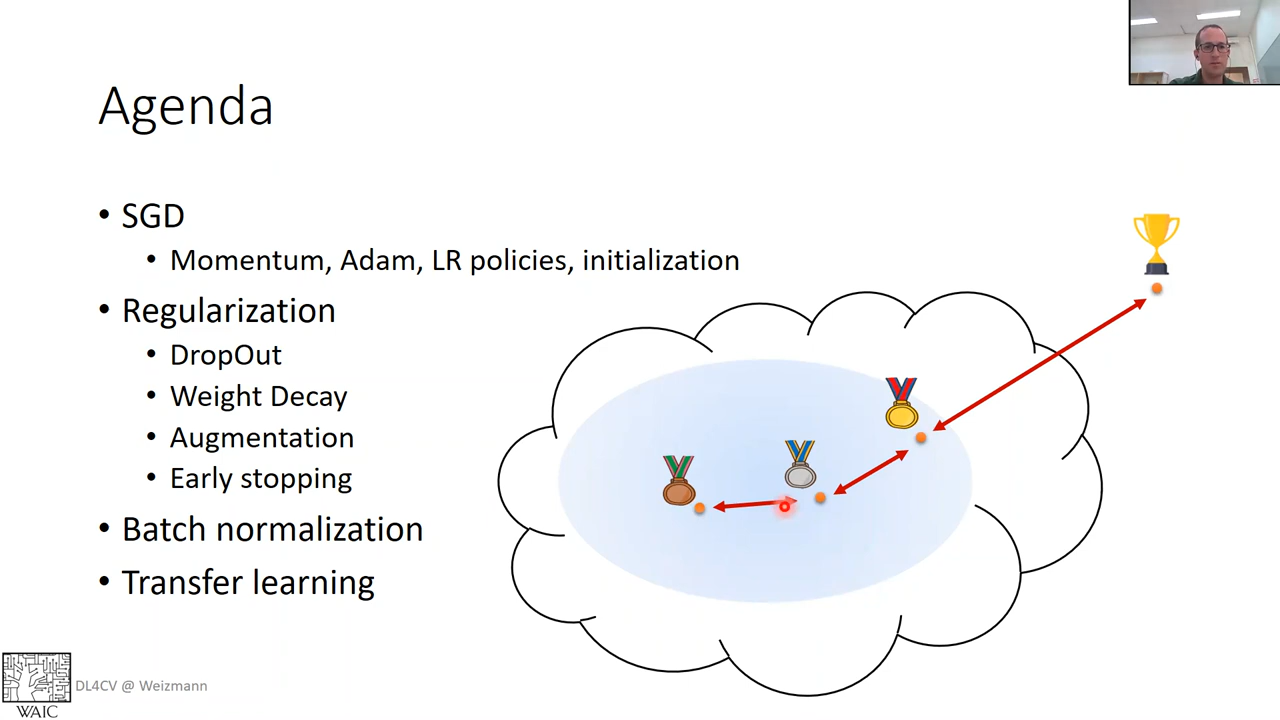 Agenda
• SGD
• Momentum, Adam, LR policies, initialization
• Regularization
• DropOut
• Weight Decay
• Augmentation
• Early stopping
• Batch normalization
• Transfer learning
DL4CV @ Weizmann
WAIC